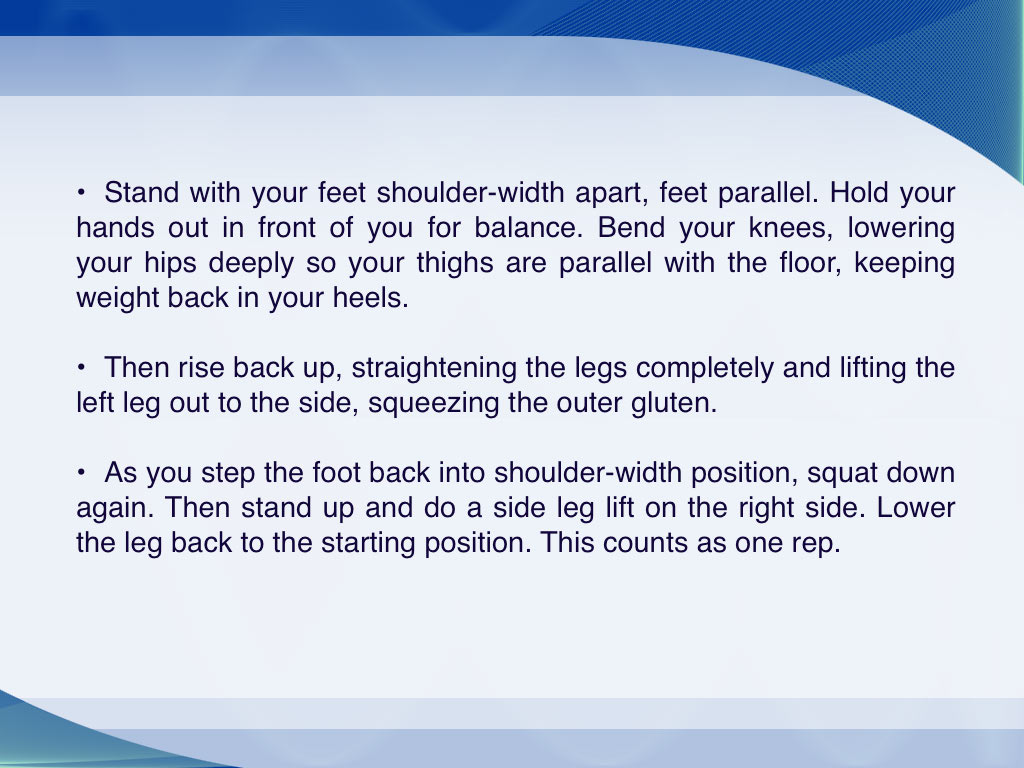 • Stand with your feet shoulder-width apart, feet parallel. Hold your
hands out in front of you for balance. Bend your knees, lowering
your hips deeply so your thighs are parallel with the floor, keeping
weight back in your heels.
• Then rise back up, straightening the legs completely and lifting the
left leg out to the side, squeezing the outer gluten.
• As you step the foot back into shoulder-width position, squat down
again. Then stand up and do a side leg lift on the right side. Lower
the leg back to the starting position. This counts as one rep.